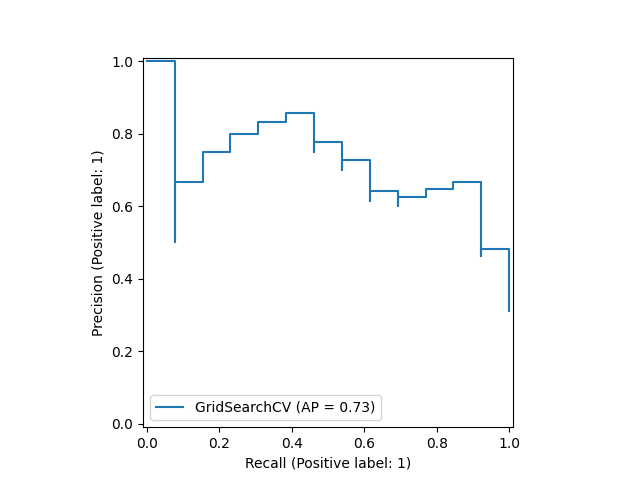 1.0
0.8
0.6
0.4
0.2
0.0
Precision (Positive label: 1)
GridSearchCV (AP = 0.73)
0.0 0.2 0.4 0.6 0.8 1.0
Recall (Positive label: 1)